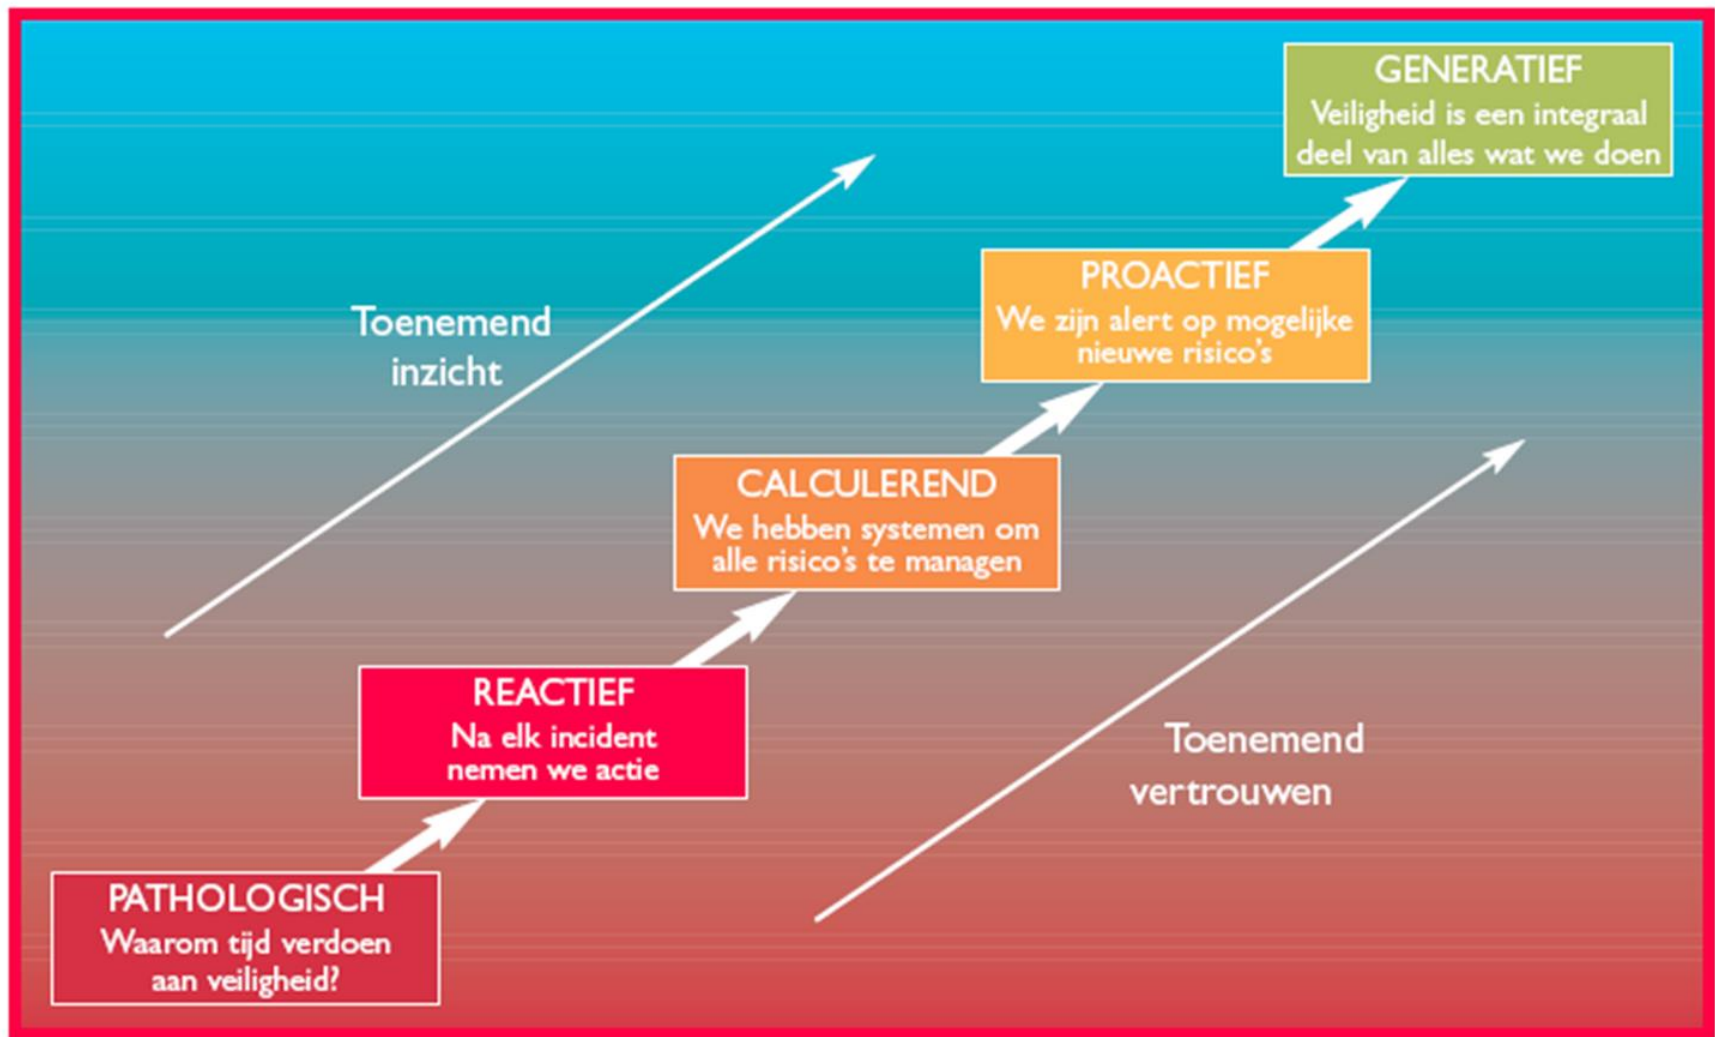 GENERATIEF
Veiligheid is een integraal
deel van alles wat we doen
PROACTIEF
We zijn alert op mogelijke
nieuwe risico's
Toenemend
inzicht
CALCULEREND
We hebben systemen om
alle risico's te managen
REACTIEF
Na elk incident
nemen we actie
Toenemend
vertrouwen
PATHOLOGISCH
Waarom tijd verdoen
aan veiligheid?